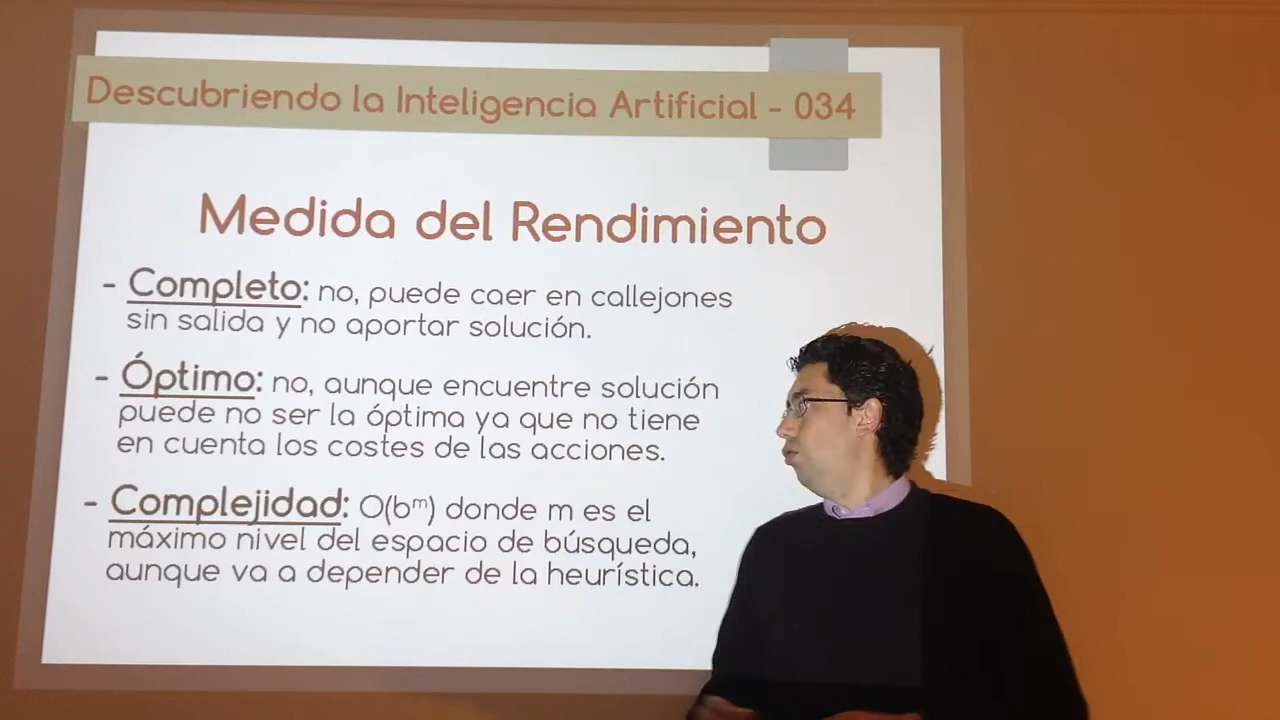 Descubriendo la Inteligencia Artificial - 034
Medida del Rendimiento
- Completo: no, puede caer en callejones
sin salida y no aportar solución.
- Óptimo: no, aunque encuentre solución
puede no ser la óptima ya que no tiene
en cuenta los costes de las acciones.
- Complejidad: O(bᵐ) donde m es el
máximo nivel del espacio de búsqueda,
aunque va a depender de la heurística.